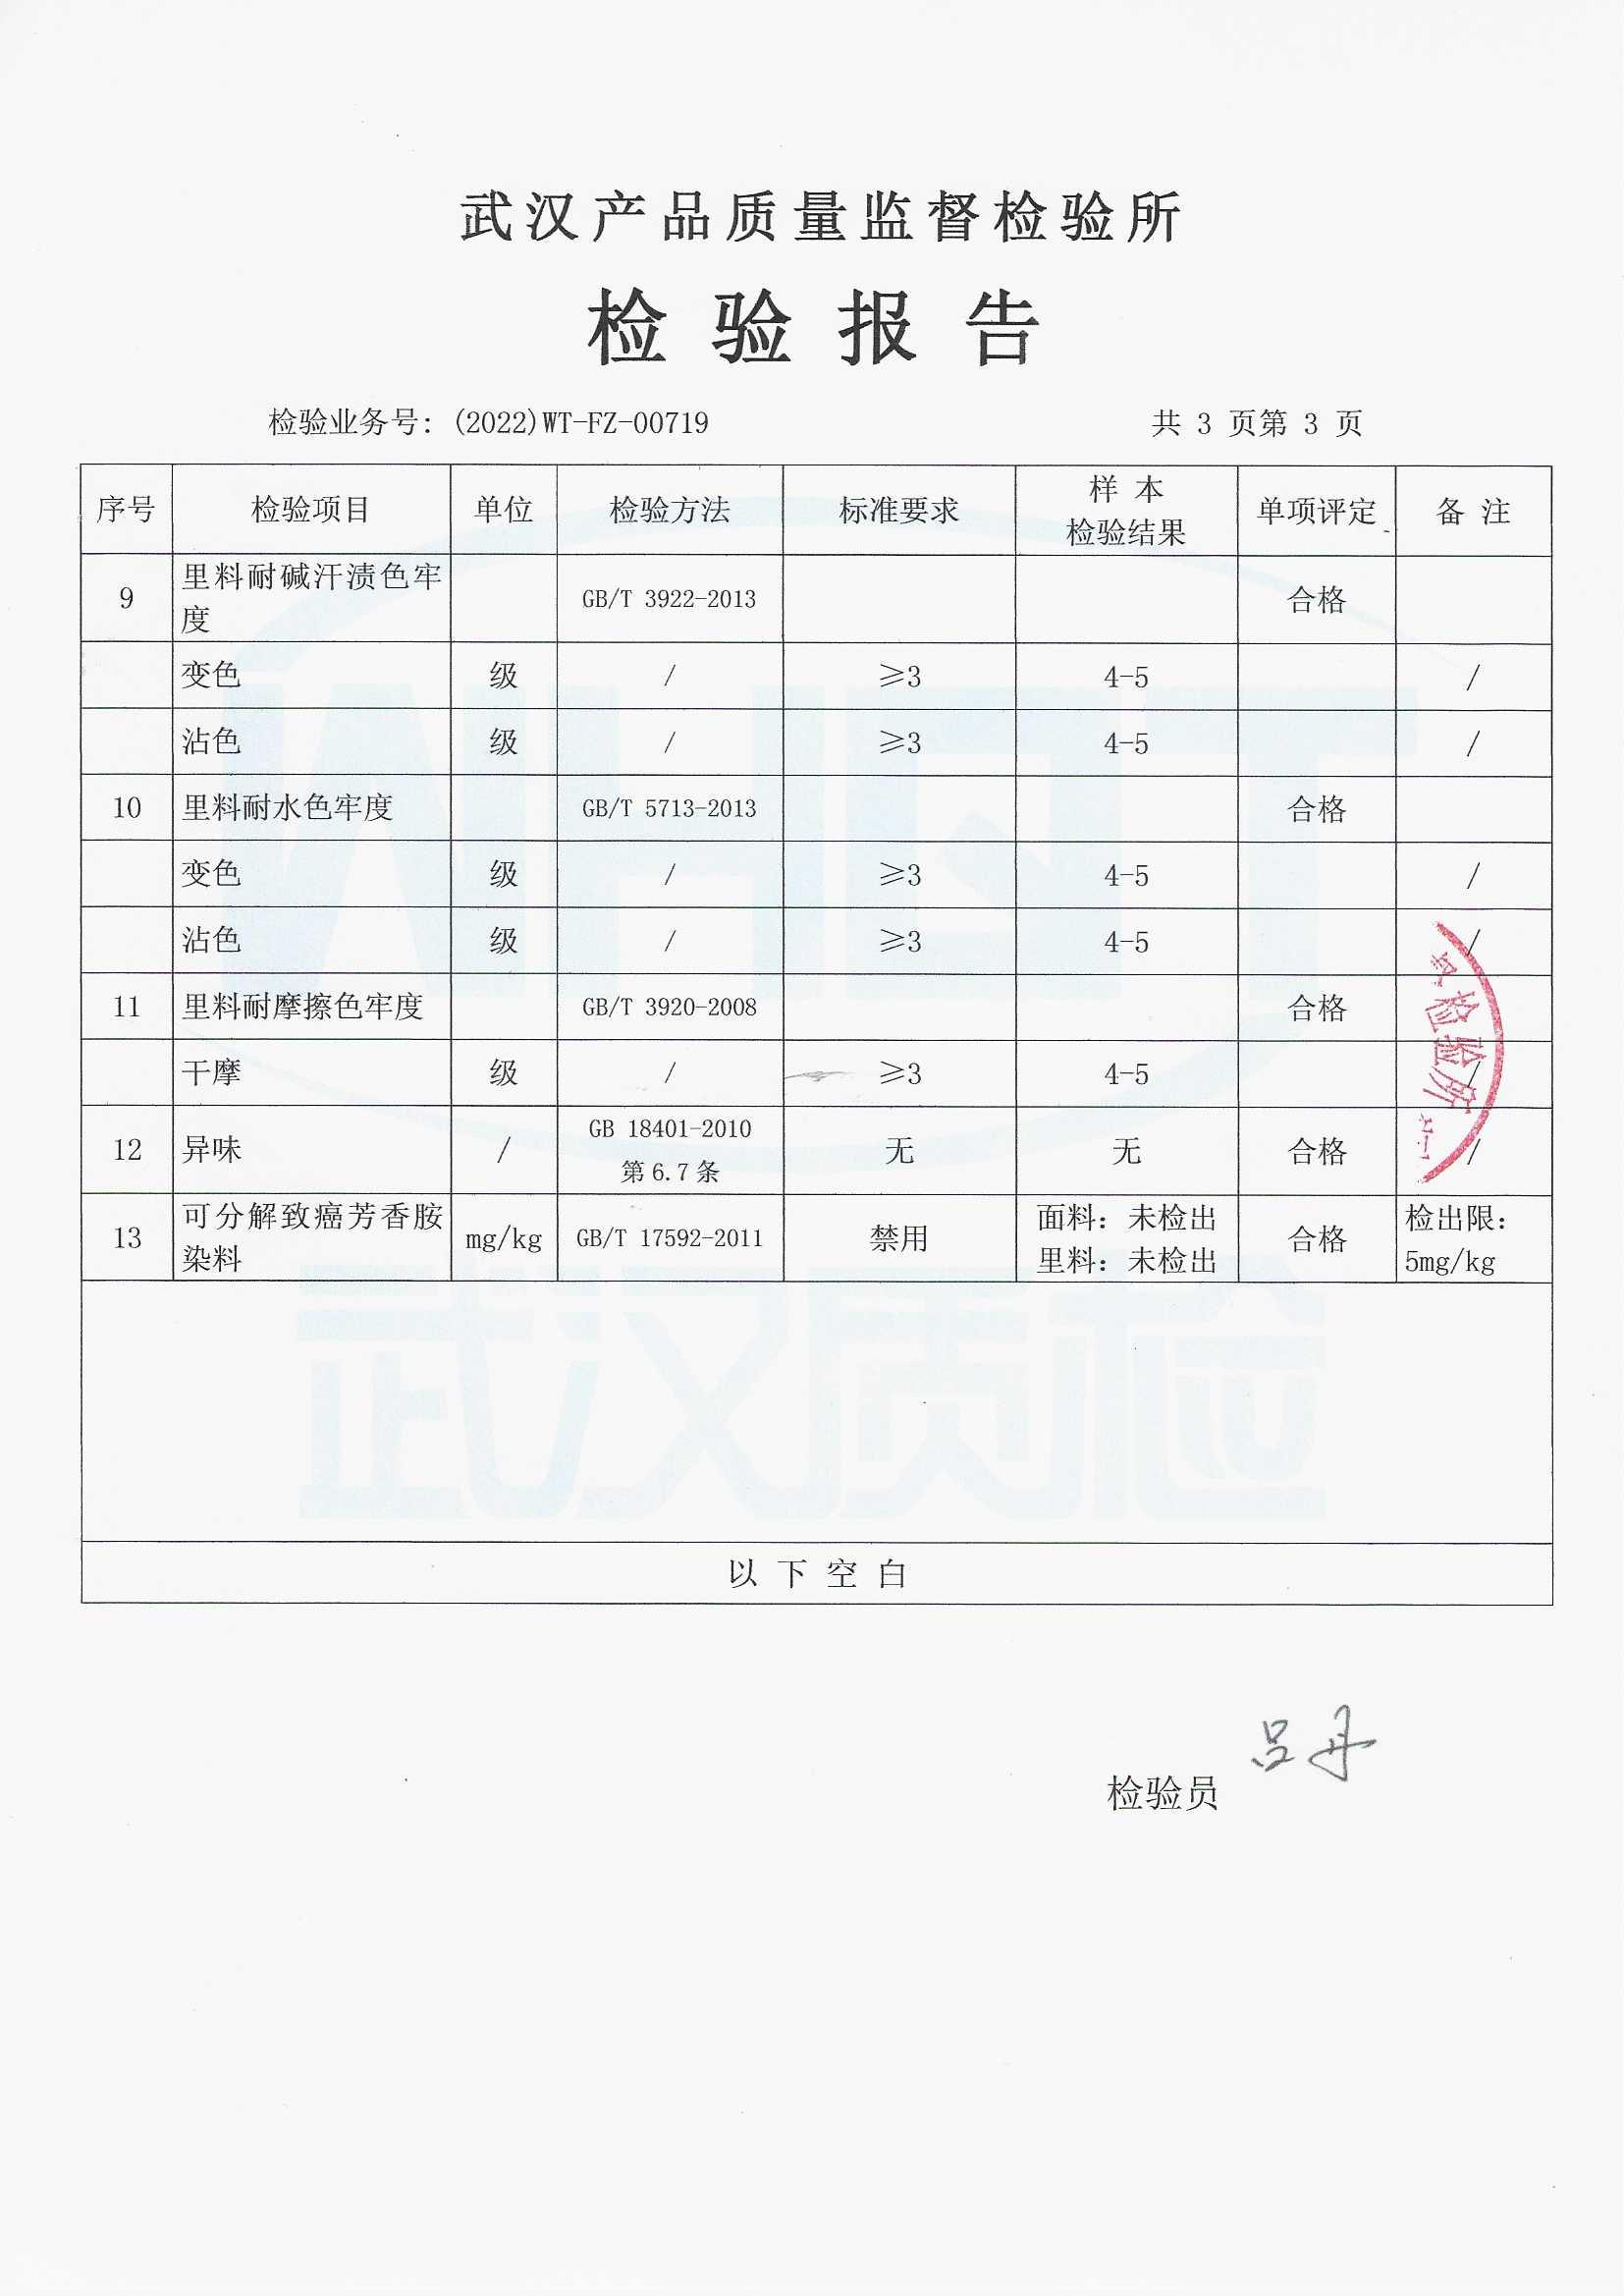 武汉产品质量监督检验所
检验报告
检验业务号：(2022)WT-FZ-00719 共 3 页第 3 页
序号 检验项目 单位 检验方法 标准要求 样本 检验结果 单项评定 备注
9 里料耐碱汗渍色牢度 GB/T 3922-2013 合格
变色 级 / ≥3 4-5 /
沾色 级 / ≥3 4-5 /
10 里料耐水色牢度 GB/T 5713-2013 合格
变色 级 / ≥3 4-5 /
沾色 级 / ≥3 4-5 /
11 里料耐摩擦色牢度 GB/T 3920-2008 合格
干摩 级 / ≥3 4-5 /
12 异味 / GB 18401-2010 第6.7条 无 无 合格 /
13 可分解致癌芳香胺染料 mg/kg GB/T 17592-2011 禁用 面料：未检出 里料：未检出 合格 检出限：5mg/kg
以下空白
检验员 吕丹
检验所